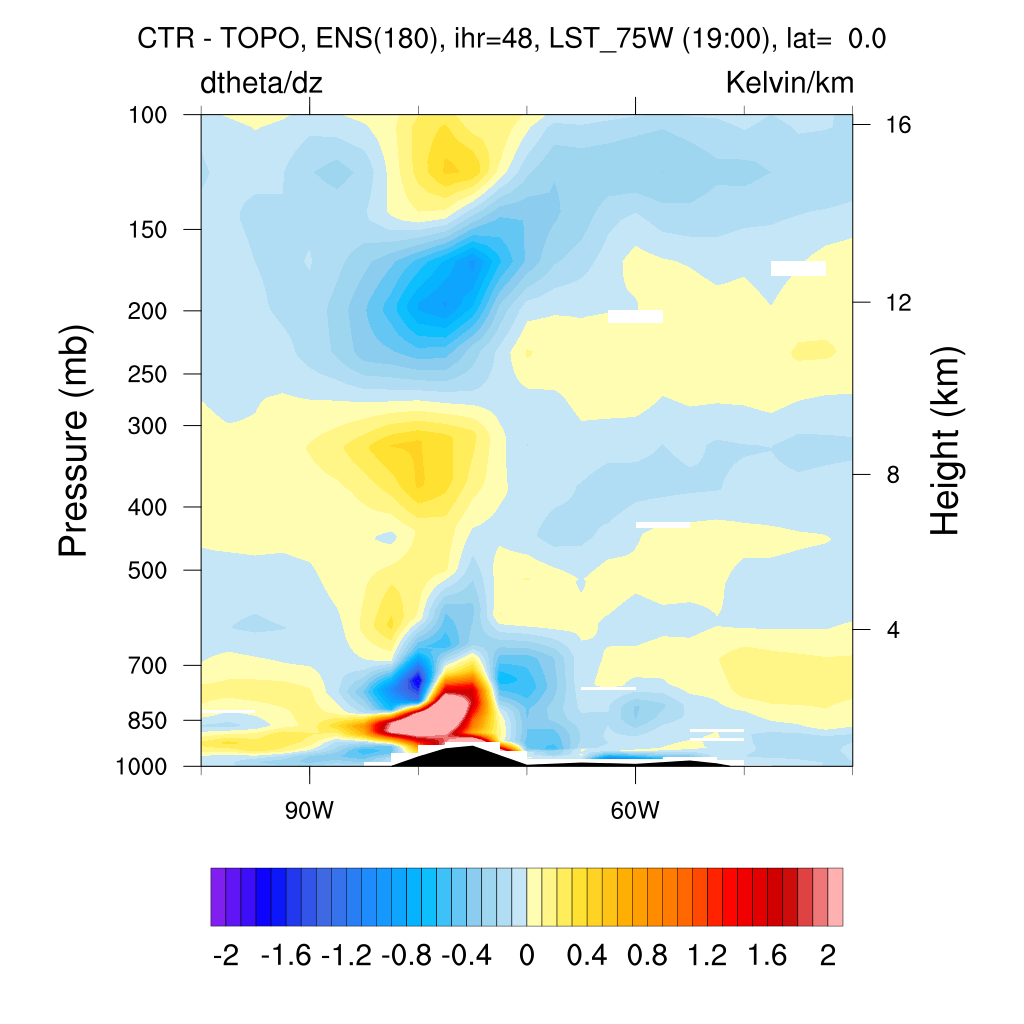 CTR - TOPO, ENS(180), ihr=48, LST_75W (19:00), lat=  0.0
dtheta/dz Kelvin/km
100
150
200
250
300
400
500
700
850
1000
Pressure (mb)
16
12
8
4
Height (km)
90W 60W
-2 -1.6 -1.2 -0.8 -0.4 0 0.4 0.8 1.2 1.6 2